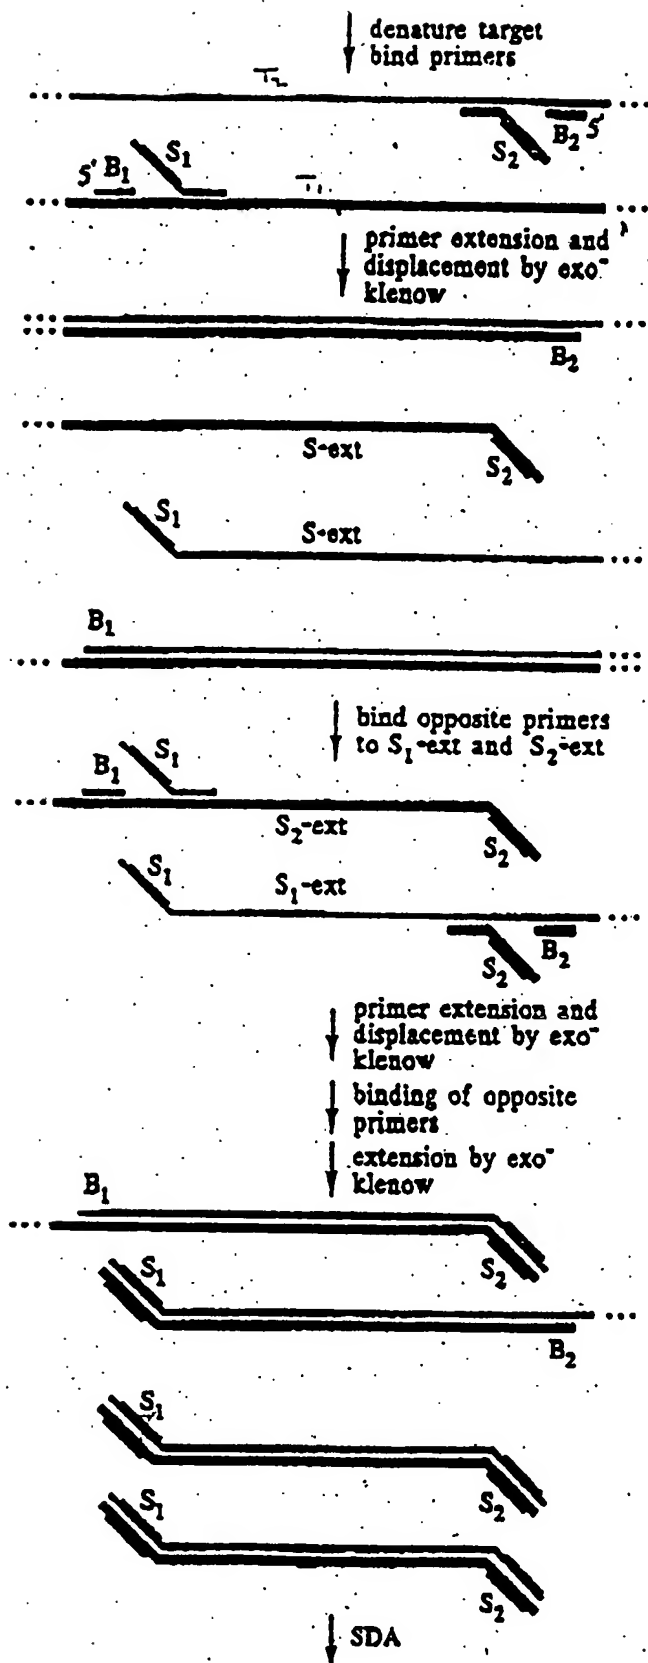 denature target
bind primers
T2
B2 5'
S2
S1
5' B1
T1
primer extension and
displacement by exo-
klenow
B2
S-ext
S2
S1
S-ext
B1
bind opposite primers
to S1-ext and S2-ext
S1
B1
S2-ext
S2
S1
S1-ext
B2
S2
primer extension and
displacement by exo-
klenow
binding of opposite
primers
extension by exo-
klenow
B1
S2
S1
B2
S1
S2
S1
S2
SDA